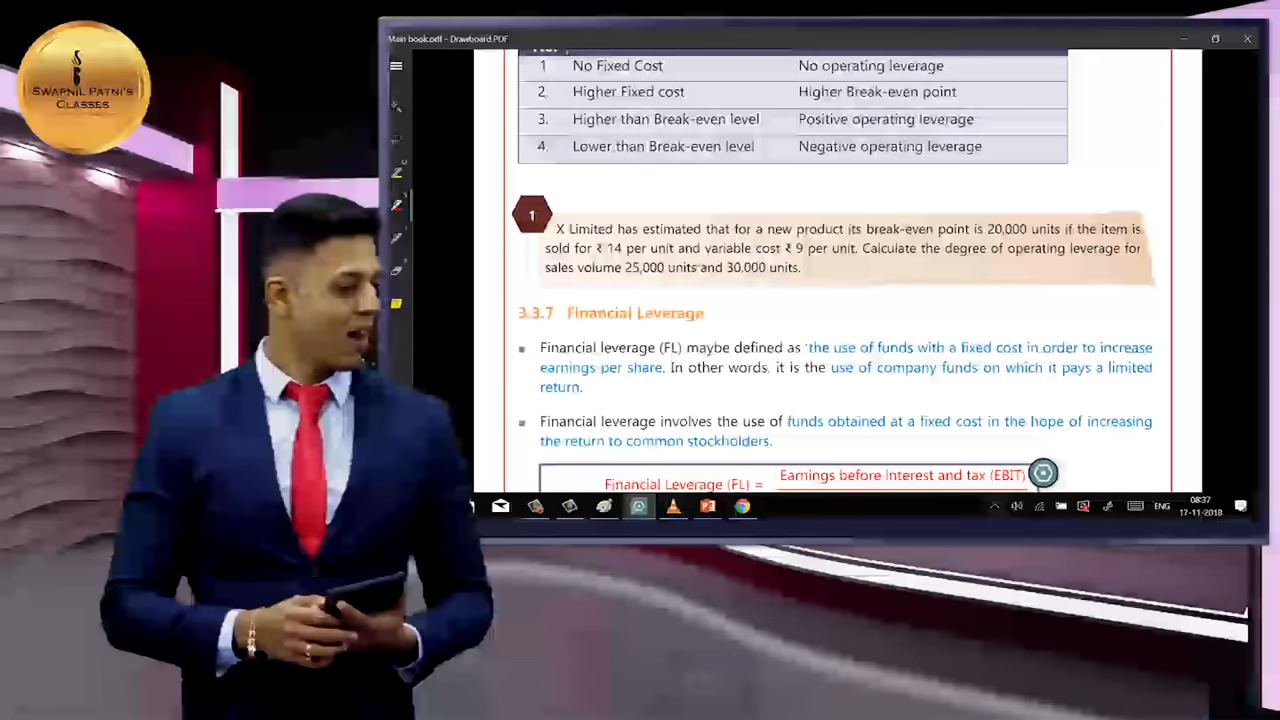 SWAPNIL PATNI'S
CLASSES
Main book.pdf - Drawboard PDF
1 No Fixed Cost No operating leverage
2. Higher Fixed cost Higher Break-even point
3. Higher than Break-even level Positive operating leverage
4. Lower than Break-even level Negative operating leverage
1
X Limited has estimated that for a new product its break-even point is 20,000 units if the item is
sold for ₹ 14 per unit and variable cost ₹ 9 per unit. Calculate the degree of operating leverage for
sales volume 25,000 units and 30,000 units.
3.3.7 Financial Leverage
Financial leverage (FL) maybe defined as 'the use of funds with a fixed cost in order to increase
earnings per share. In other words, it is the use of company funds on which it pays a limited
return.
Financial leverage involves the use of funds obtained at a fixed cost in the hope of increasing
the return to common stockholders.
Earnings before Interest and tax (EBIT)
Financial Leverage (FL) =
ENG
08:37
17-11-2018